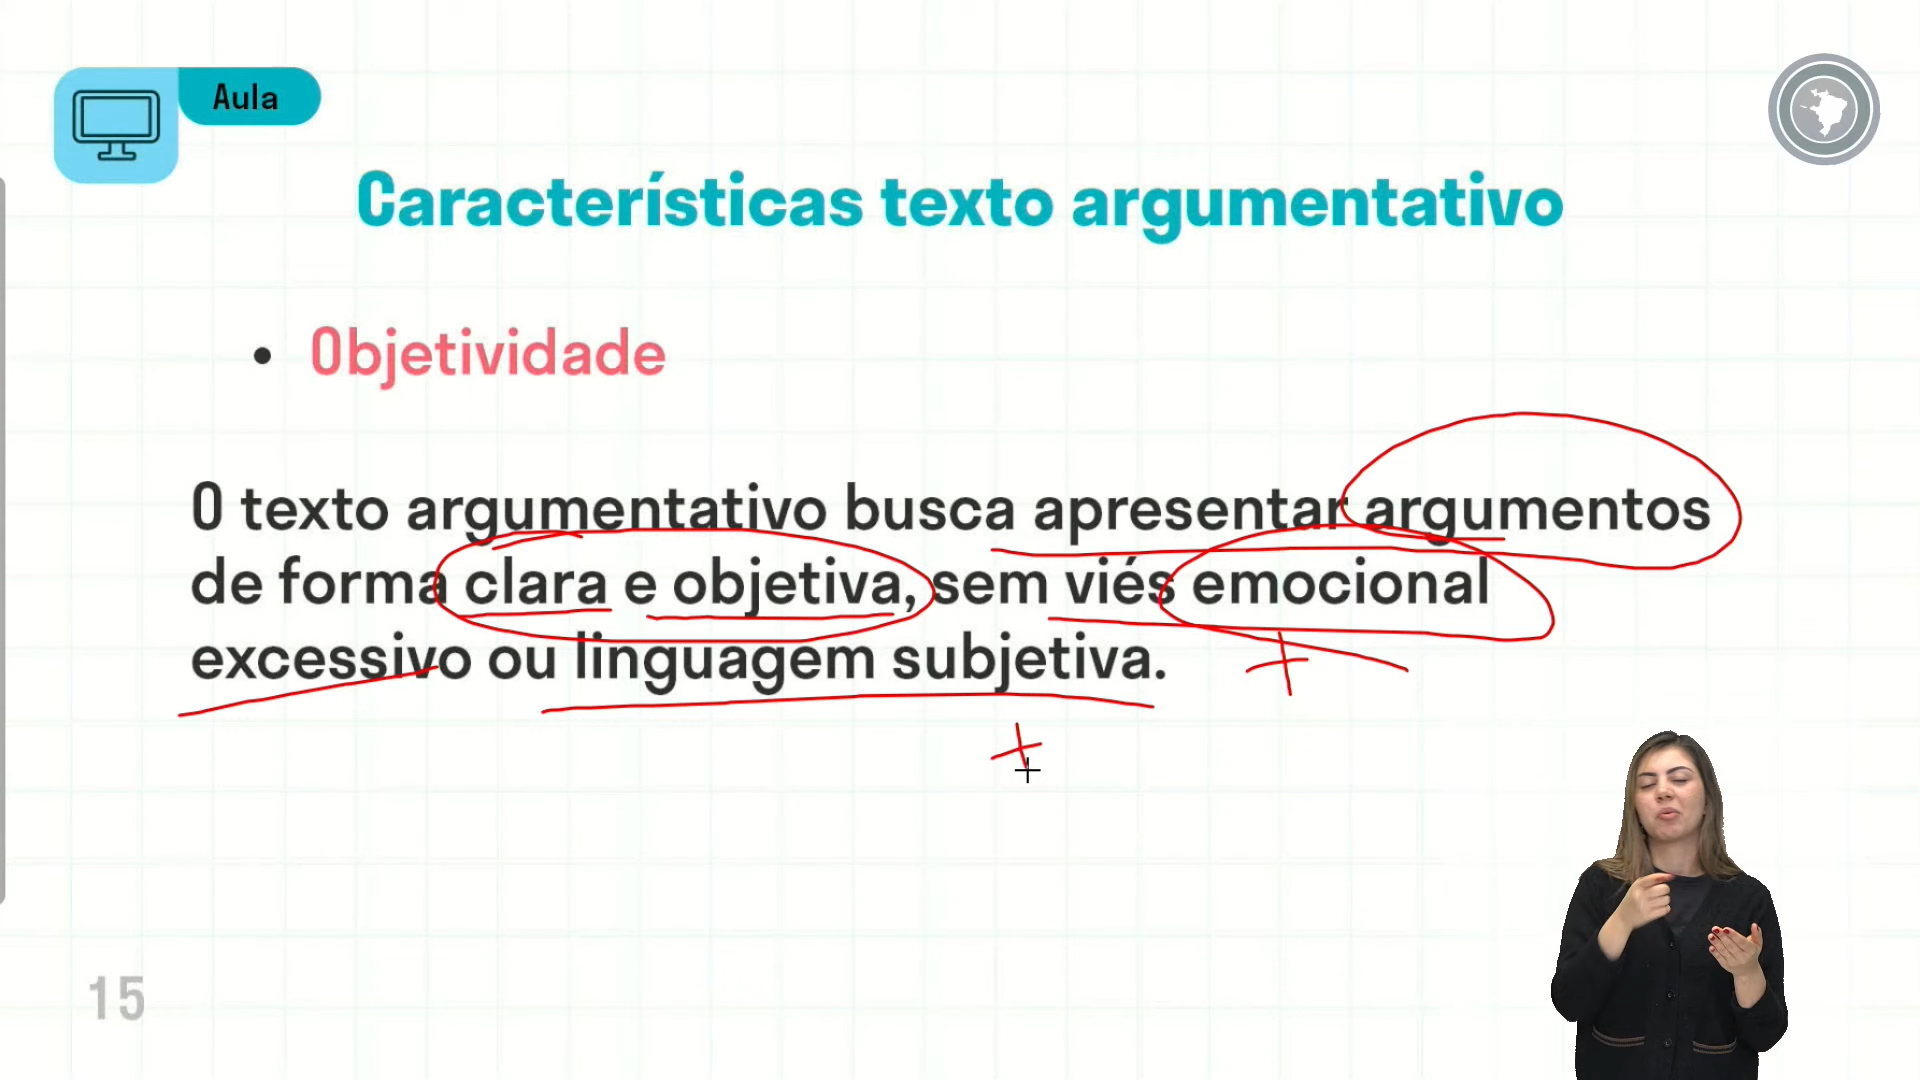 Aula
Características texto argumentativo
• Objetividade
O texto argumentativo busca apresentar argumentos
de forma clara e objetiva, sem viés emocional
excessivo ou linguagem subjetiva.
15